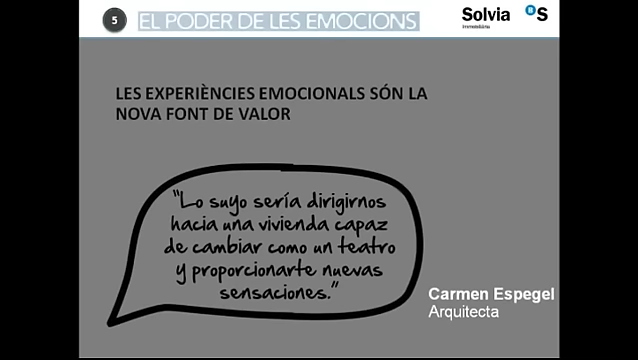 5 EL PODER DE LES EMOCIONS
Solvia
Immobiliària
B S
LES EXPERIÈNCIES EMOCIONALS SÓN LA
NOVA FONT DE VALOR
"Lo suyo sería dirigirnos
hacia una vivienda capaz
de cambiar como un teatro
y proporcionarte nuevas
sensaciones."
Carmen Espegel
Arquitecta